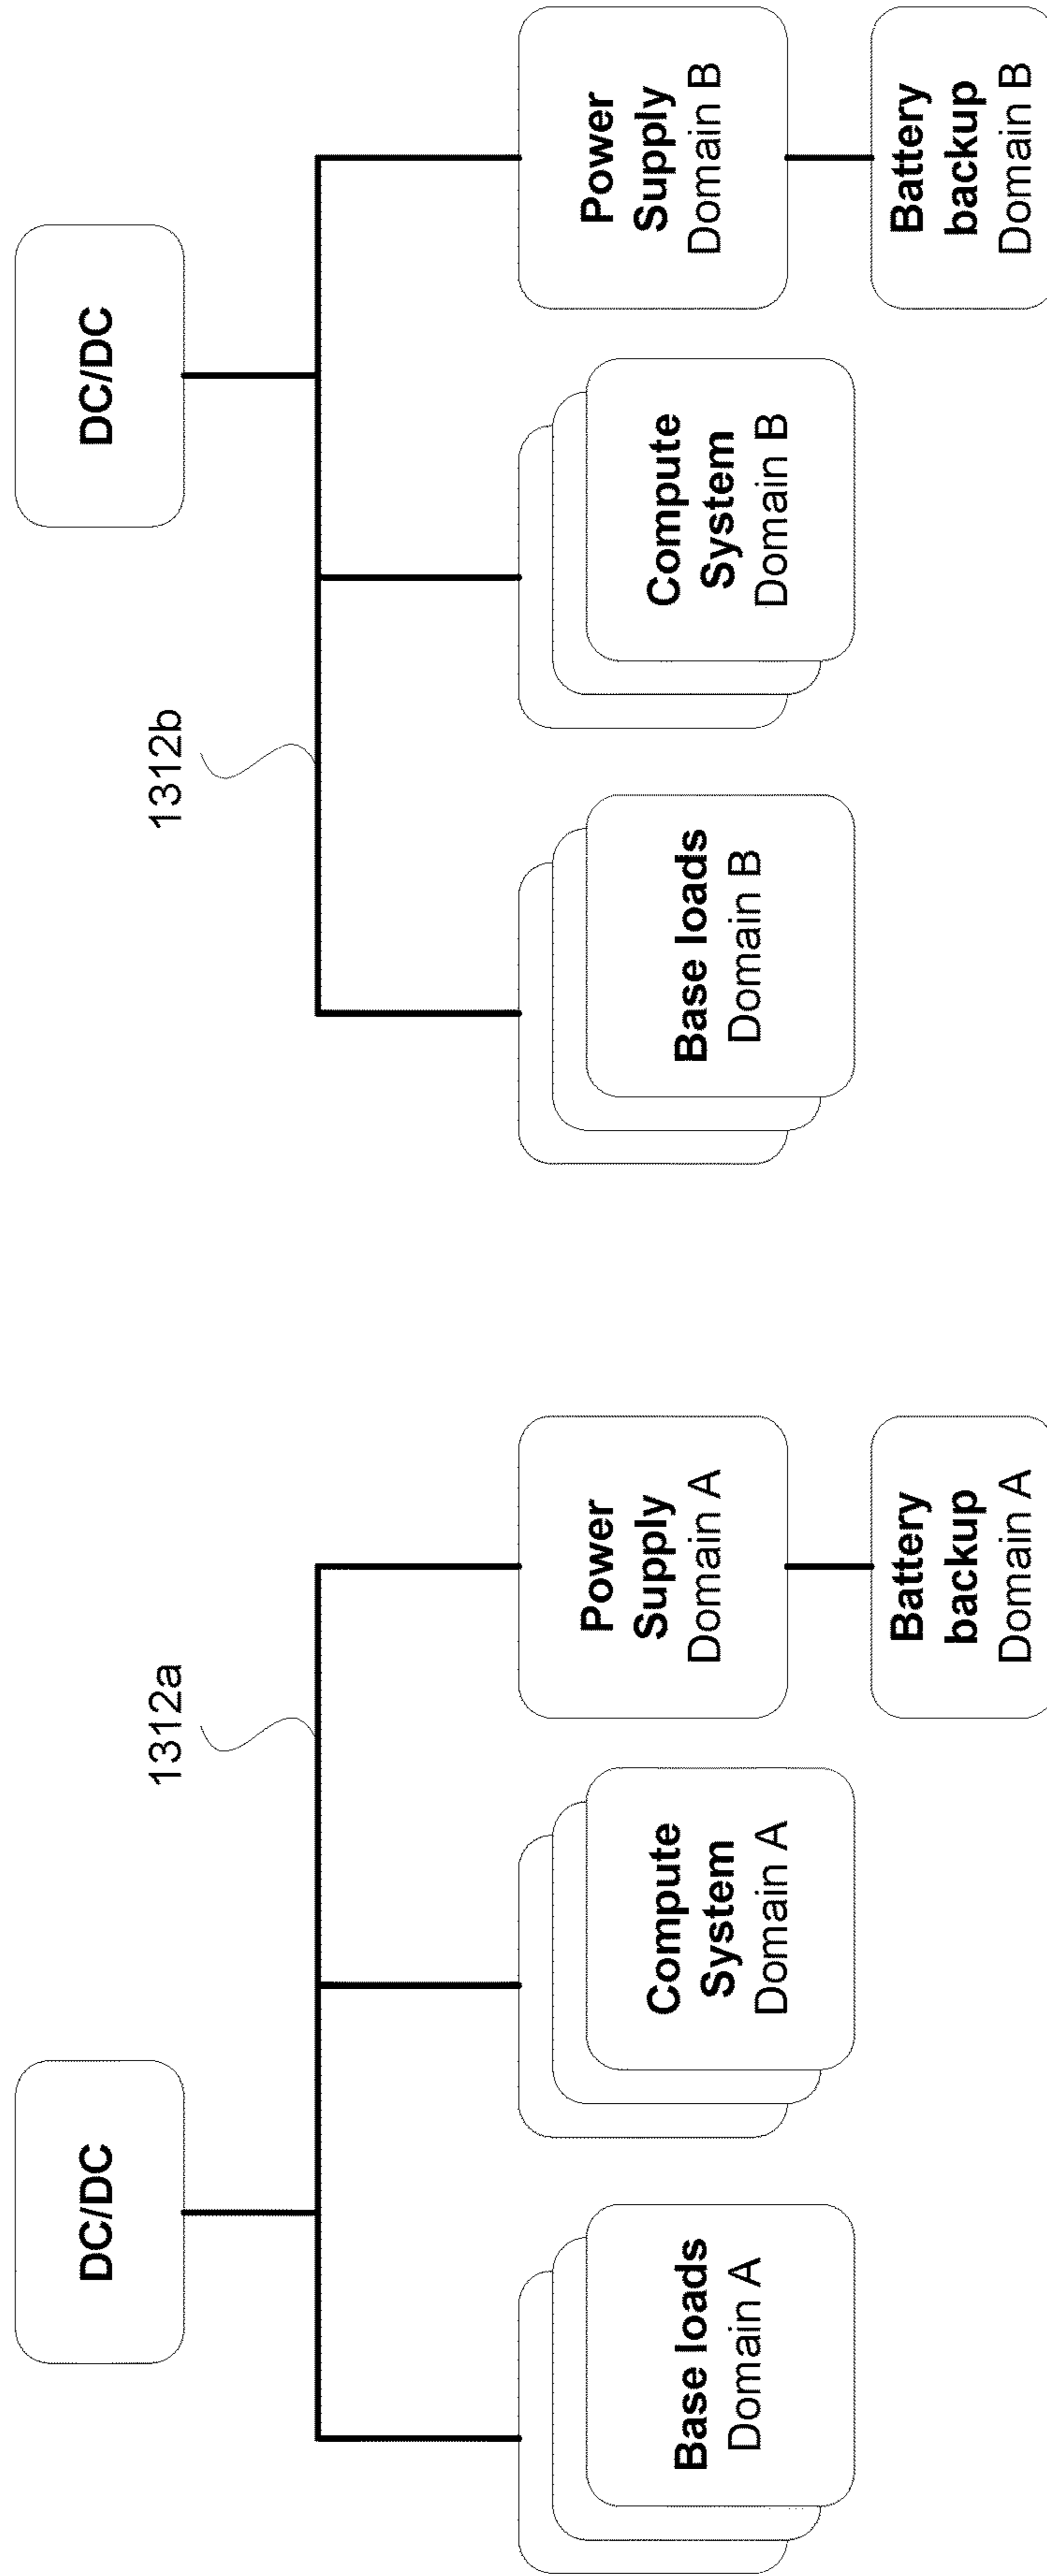 DC/DC
1312a
Base loads
Domain A
Compute
System
Domain A
Power
Supply
Domain A
Battery
backup
Domain A
DC/DC
1312b
Base loads
Domain B
Compute
System
Domain B
Power
Supply
Domain B
Battery
backup
Domain B